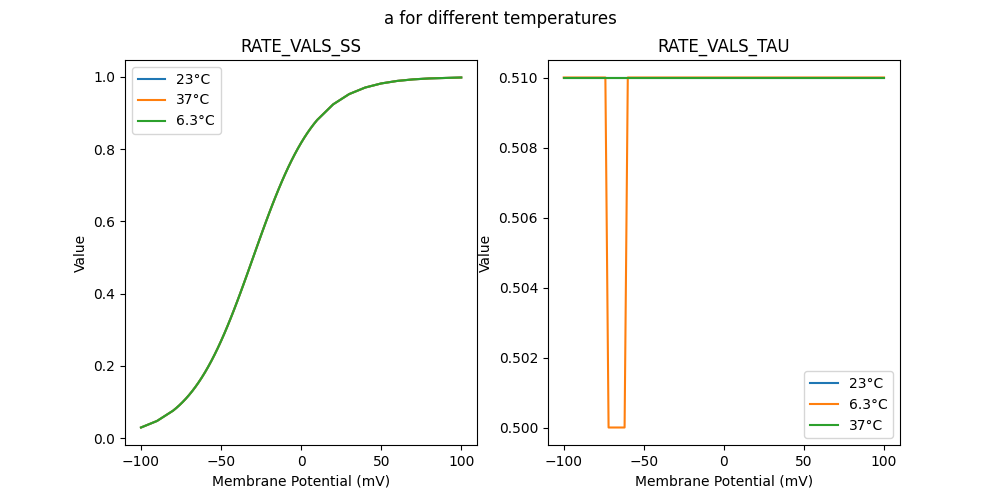 a for different temperatures
RATE_VALS_SS
1.0
0.8
0.6
0.4
0.2
0.0
Value
23°C
37°C
6.3°C
−100
−50
0
50
100
Membrane Potential (mV)
RATE_VALS_TAU
0.510
0.508
0.506
0.504
0.502
0.500
Value
23°C
6.3°C
37°C
−100
−50
0
50
100
Membrane Potential (mV)